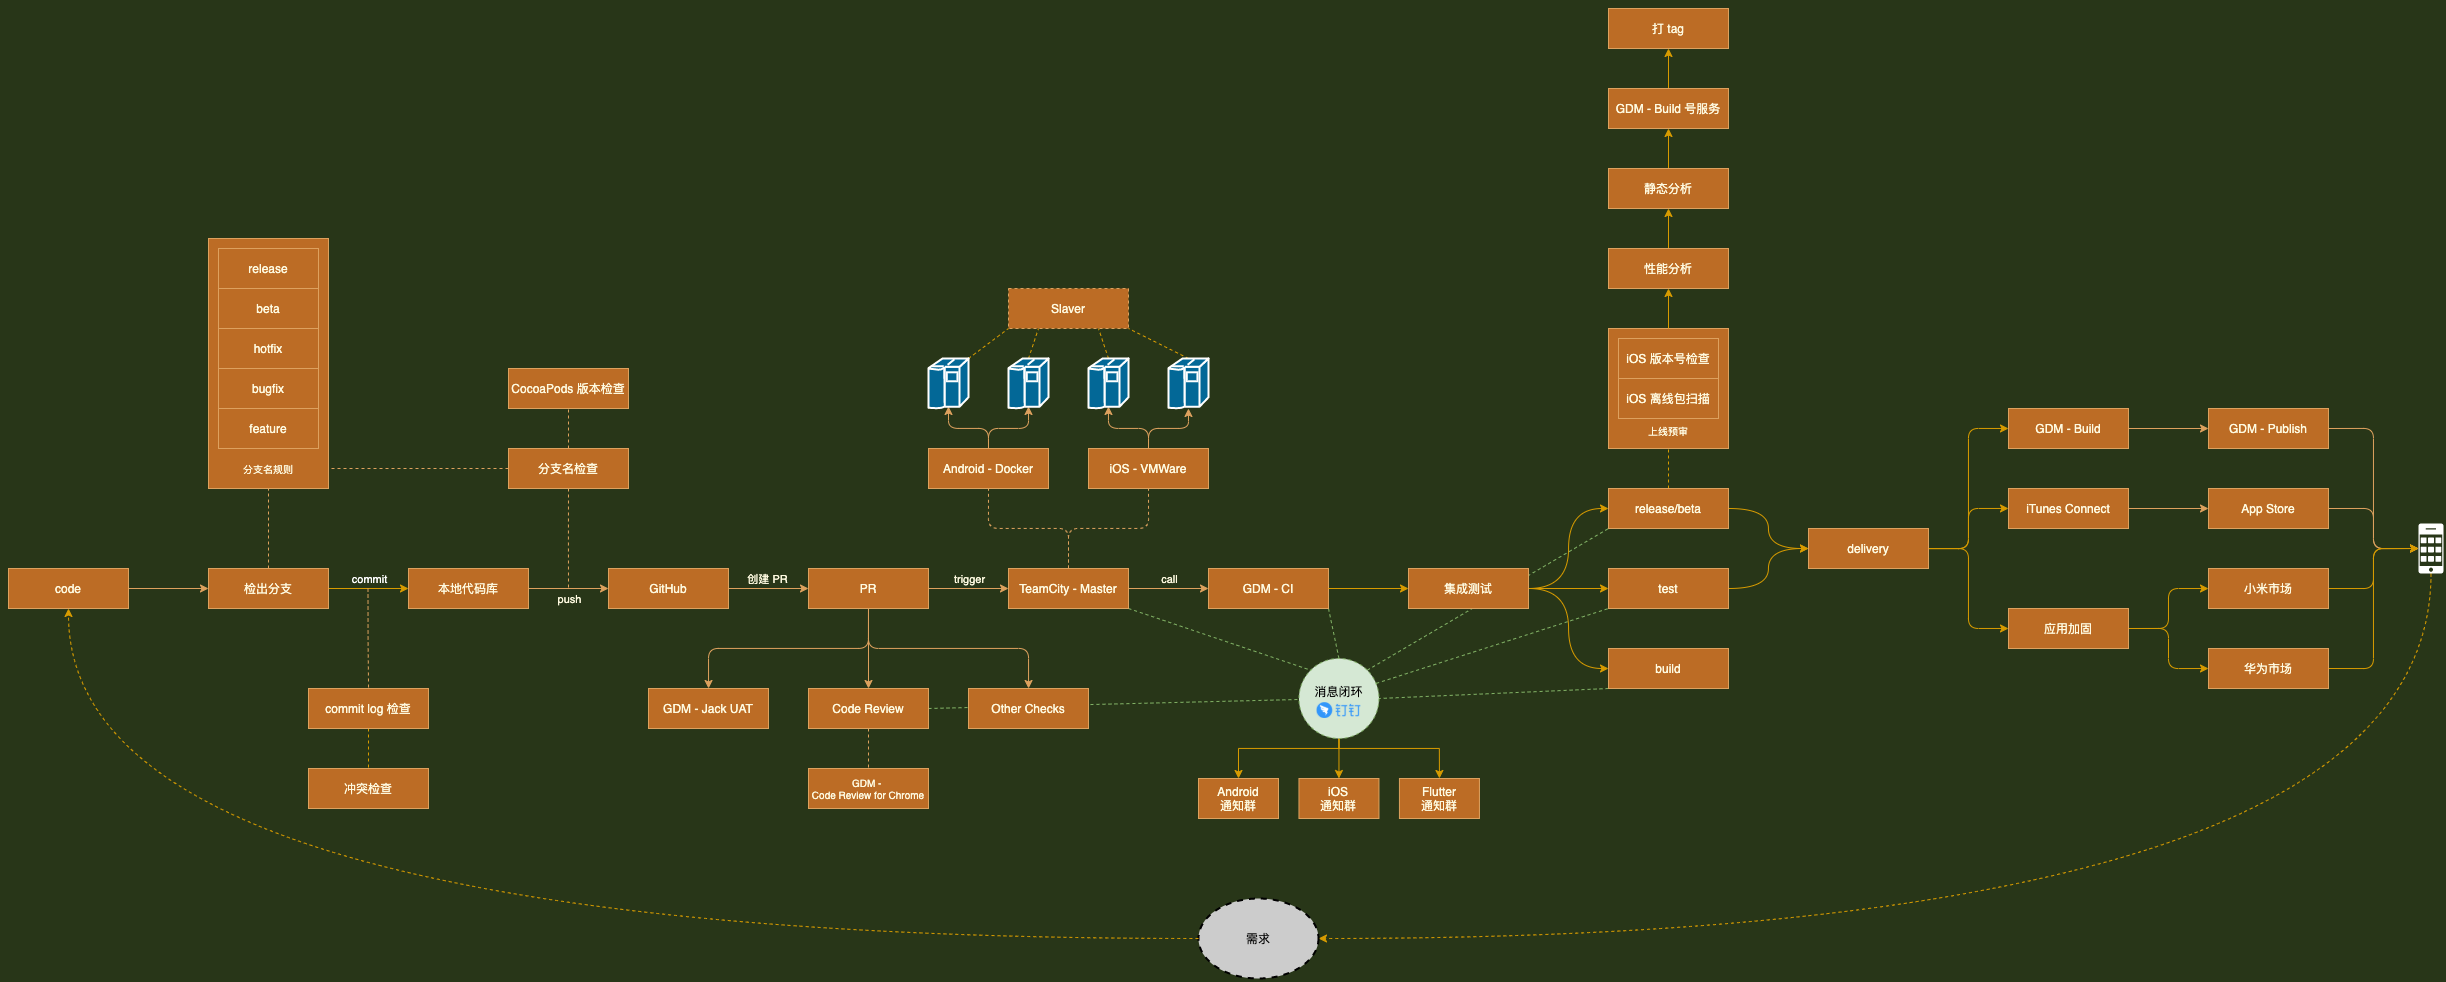 打 tag
GDM - Build 号服务
静态分析
性能分析
iOS 版本号检查
iOS 离线包扫描
上线预审
release
beta
hotfix
bugfix
feature
分支名规则
CocoaPods 版本检查
分支名检查
Slaver
Android - Docker
iOS - VMWare
code
检出分支
commit
本地代码库
push
GitHub
创建 PR
PR
trigger
TeamCity - Master
call
GDM - CI
集成测试
release/beta
test
build
delivery
GDM - Build
GDM - Publish
iTunes Connect
App Store
应用加固
小米市场
华为市场
commit log 检查
冲突检查
GDM - Jack UAT
Code Review
Other Checks
GDM -
Code Review for Chrome
消息闭环
钉钉
Android
通知群
iOS
通知群
Flutter
通知群
需求